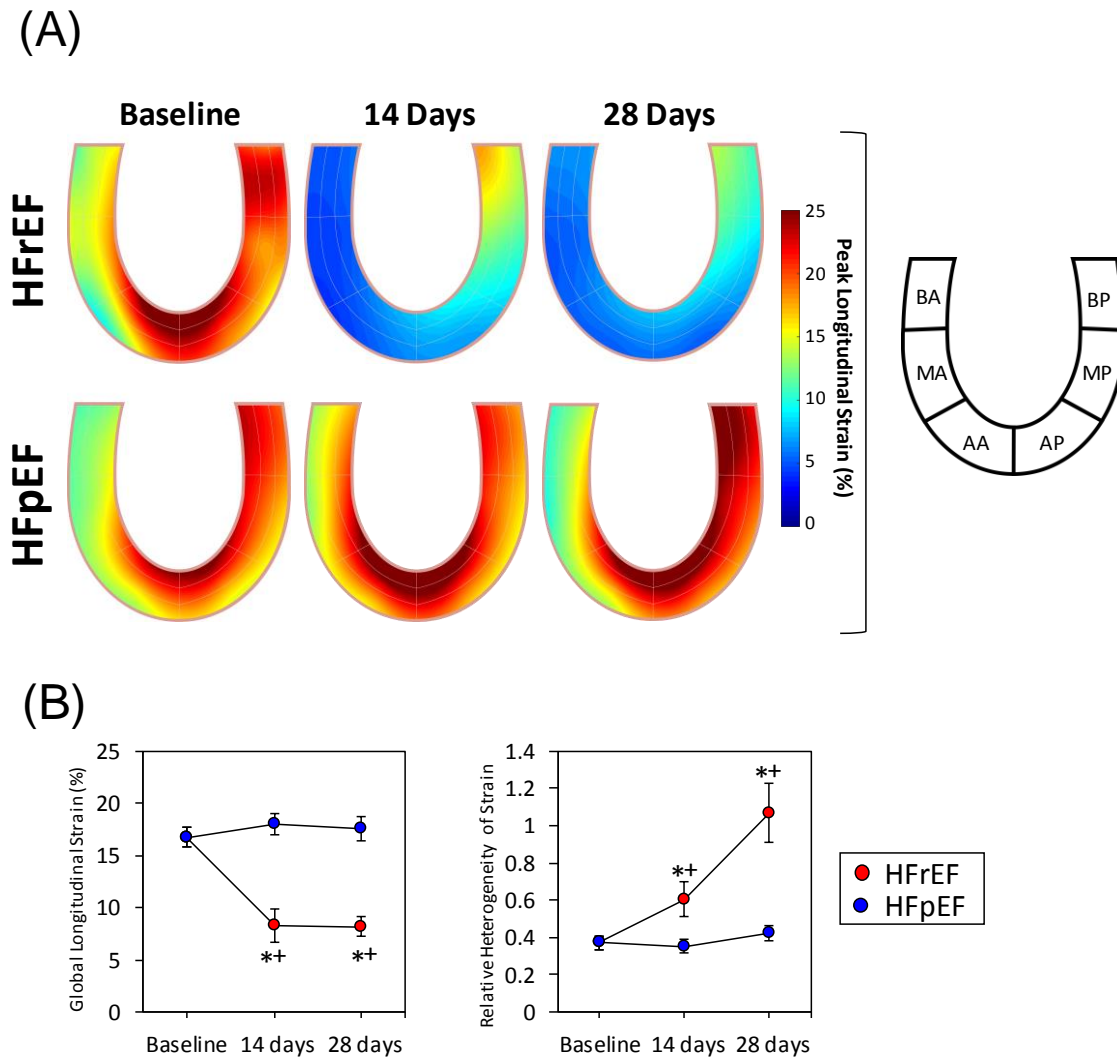 (A)
Baseline
14 Days
28 Days
HFrEF
HFpEF
25
20
15
10
5
0
Peak Longitudinal Strain (%)
BA
BP
MA
MP
AA
AP
(B)
Global Longitudinal Strain (%)
25
20
15
10
5
0
*+
*+
Baseline 14 days 28 days
Relative Heterogeneity of Strain
1.4
1.2
1
0.8
0.6
0.4
0.2
0
*+
*+
Baseline 14 days 28 days
HFrEF
HFpEF